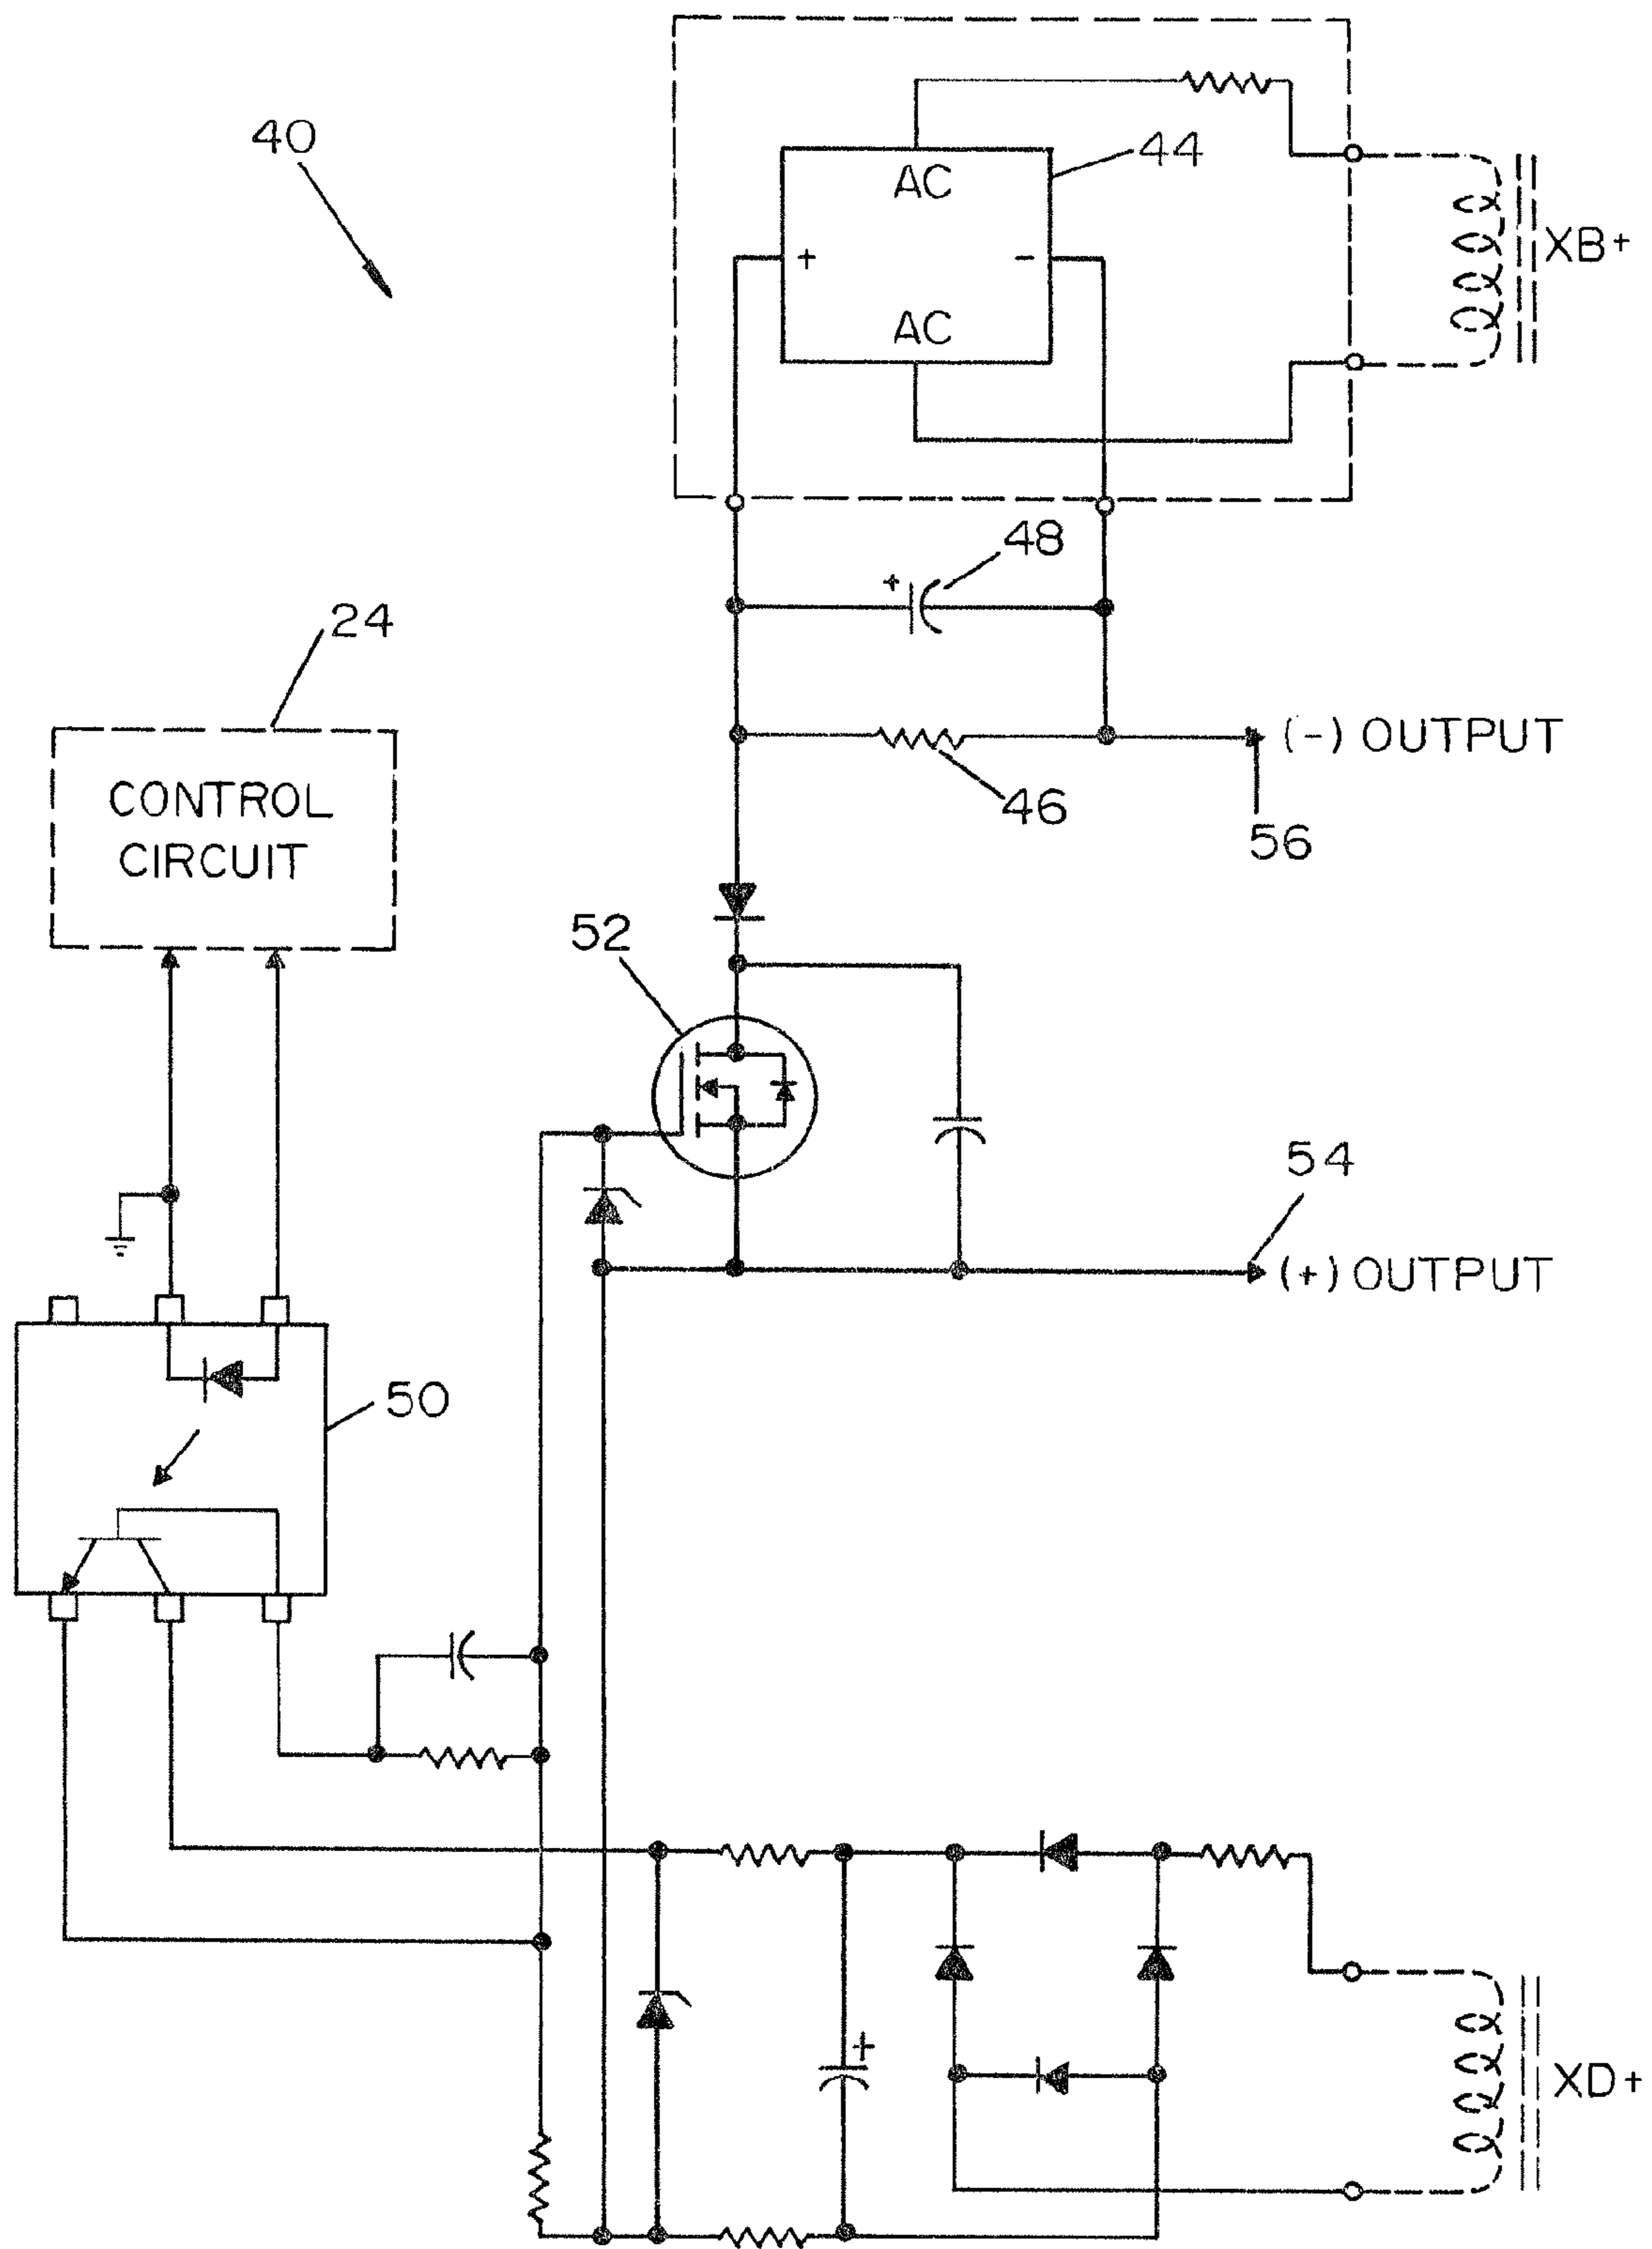 40
AC
44
XB+
+ -
AC
48
+
24
(-) OUTPUT
CONTROL
CIRCUIT
46
56
52
54
(+) OUTPUT
50
+
XD+